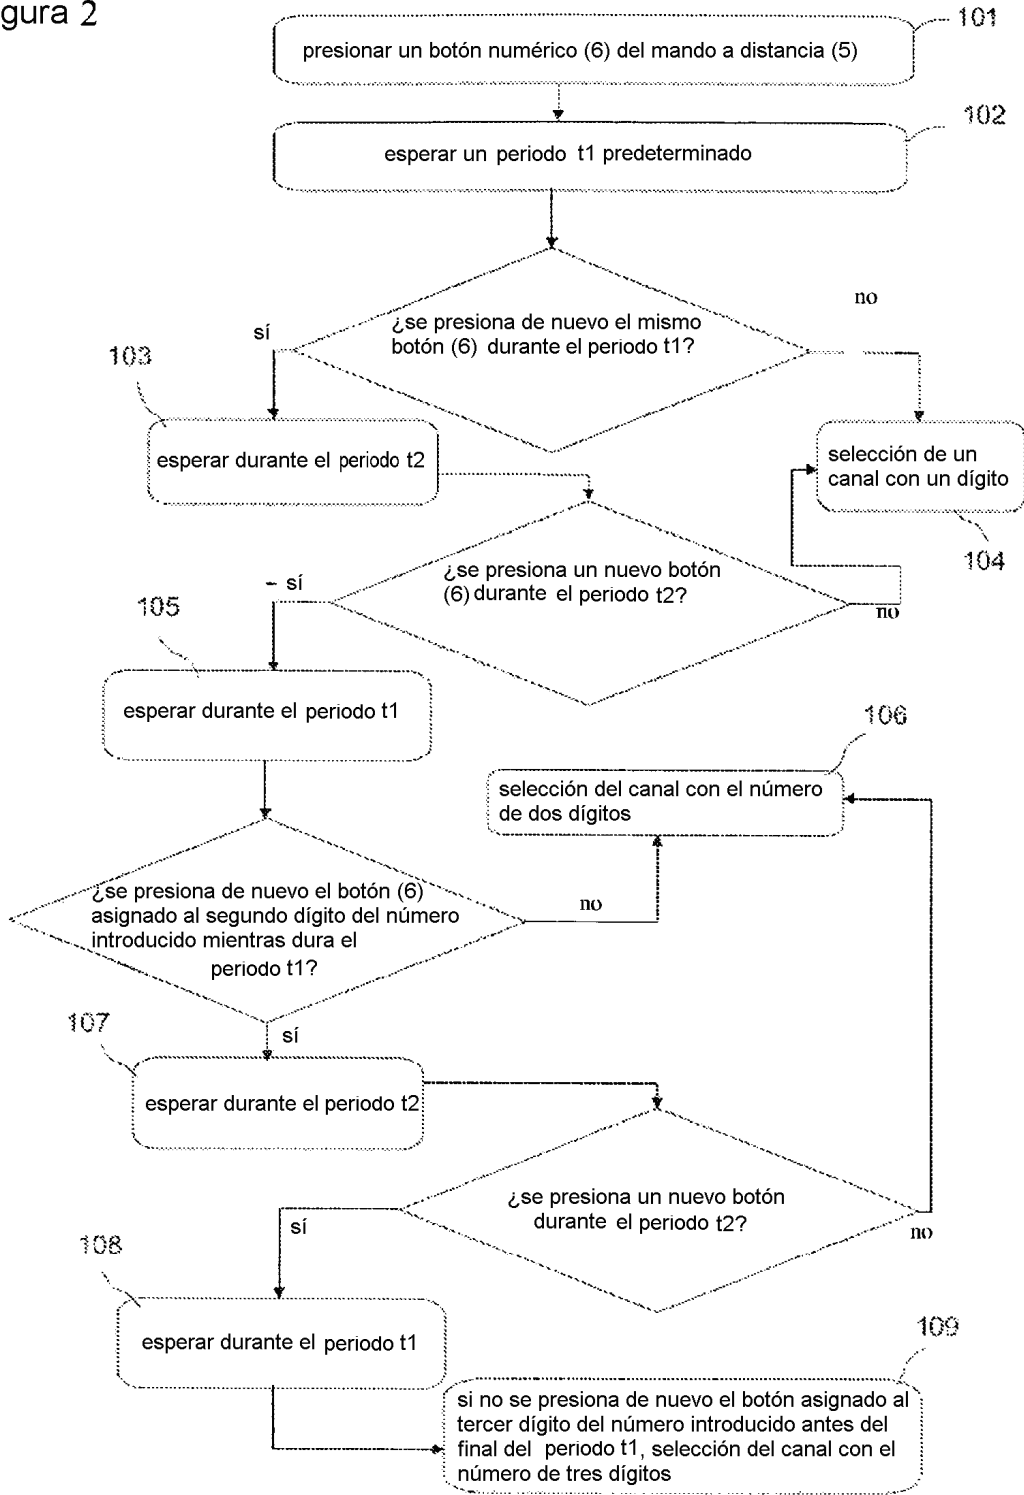 gura 2
101
presionar un botón numérico (6) del mando a distancia (5)
102
esperar un periodo t1 predeterminado
no
¿se presiona de nuevo el mismo
botón (6) durante el periodo t1?
sí
103
esperar durante el periodo t2
selección de un
canal con un dígito
104
¿se presiona un nuevo botón
(6) durante el periodo t2?
– sí
no
105
esperar durante el periodo t1
106
selección del canal con el número
de dos dígitos
¿se presiona de nuevo el botón (6)
asignado al segundo dígito del número
introducido mientras dura el
periodo t1?
no
sí
107
esperar durante el periodo t2
¿se presiona un nuevo botón
durante el periodo t2?
sí
no
108
esperar durante el periodo t1
109
si no se presiona de nuevo el botón asignado al
tercer dígito del número introducido antes del
final del periodo t1, selección del canal con el
número de tres dígitos